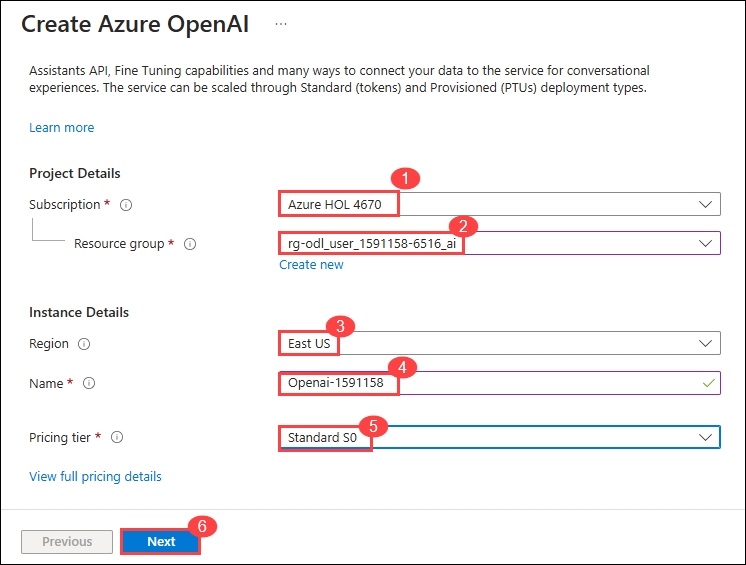 Create Azure OpenAI ...
Assistants API, Fine Tuning capabilities and many ways to connect your data to the service for conversational
experiences. The service can be scaled through Standard (tokens) and Provisioned (PTUs) deployment types.
Learn more
Project Details
1
Subscription *
Azure HOL 4670
2
Resource group *
rg-odl_user_1591158-6516_ai
Create new
Instance Details
3
Region
East US
4
Name *
Openai-1591158
5
Pricing tier *
Standard S0
View full pricing details
6
Previous
Next